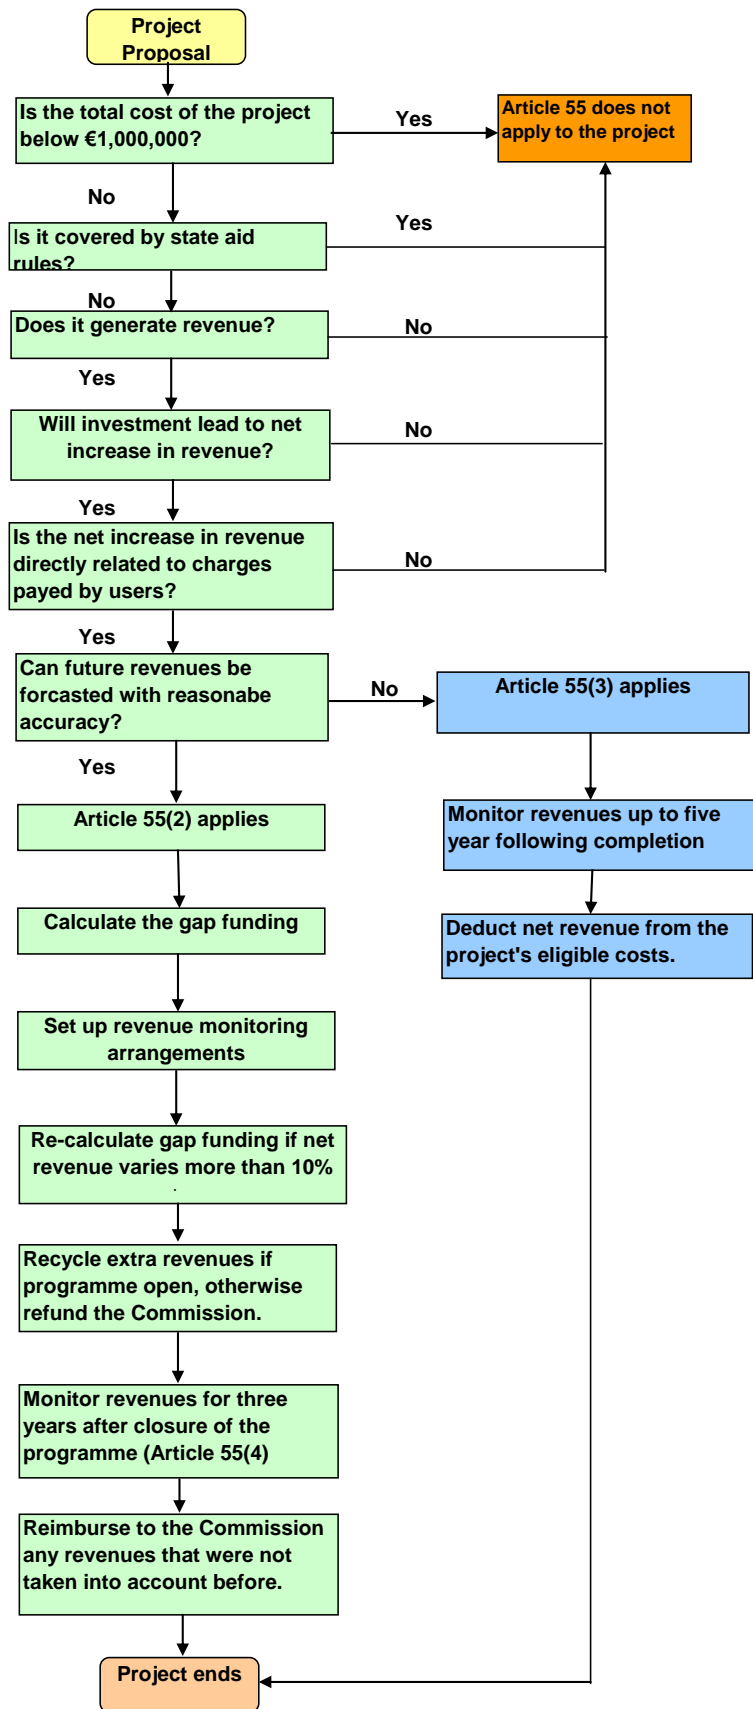 Project
Proposal
Is the total cost of the project
below €1,000,000?
Yes
Article 55 does not
apply to the project
No
Is it covered by state aid
rules?
Yes
No
Does it generate revenue?
No
Yes
Will investment lead to net
increase in revenue?
No
Yes
Is the net increase in revenue
directly related to charges
payed by users?
No
Yes
Can future revenues be
forcasted with reasonabe
accuracy?
No
Article 55(3) applies
Yes
Article 55(2) applies
Monitor revenues up to five
year following completion
Calculate the gap funding
Deduct net revenue from the
project's eligible costs.
Set up revenue monitoring
arrangements
Re-calculate gap funding if net
revenue varies more than 10%
.
Recycle extra revenues if
programme open, otherwise
refund the Commission.
Monitor revenues for three
years after closure of the
programme (Article 55(4)
Reimburse to the Commission
any revenues that were not
taken into account before.
Project ends